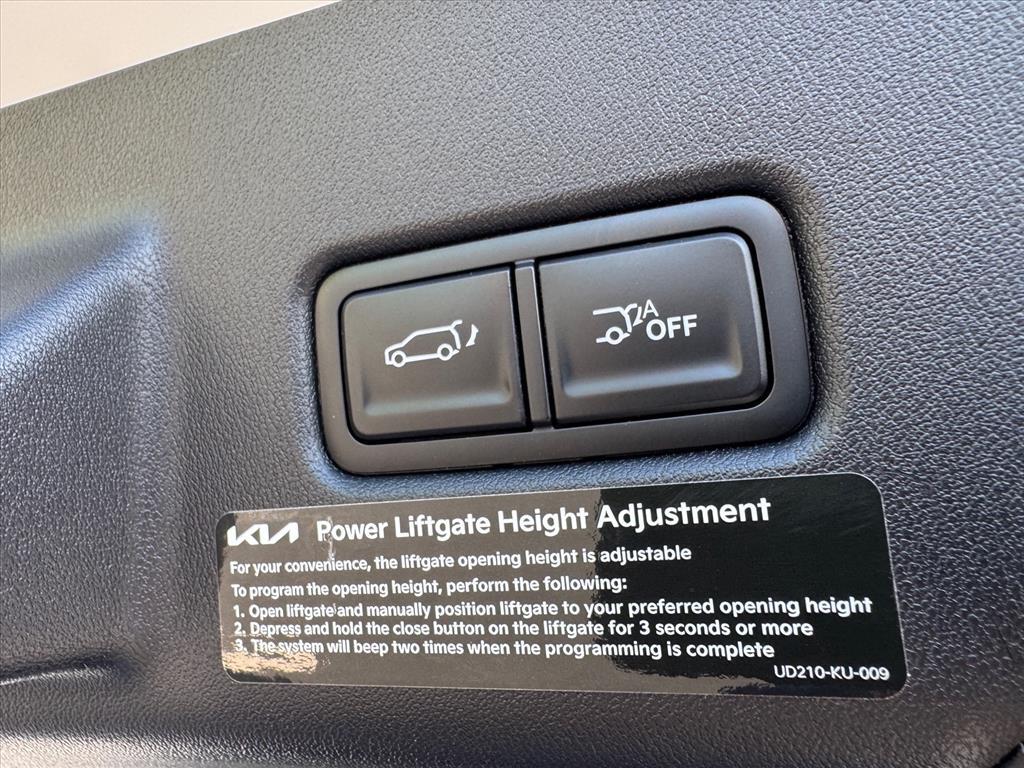 A
OFF
KIA Power Liftgate Height Adjustment
For your convenience, the liftgate opening height is adjustable
To program the opening height, perform the following:
1. Open liftgate and manually position liftgate to your preferred opening height
2. Depress and hold the close button on the liftgate for 3 seconds or more
3. The system will beep two times when the programming is complete
UD210-KU-009